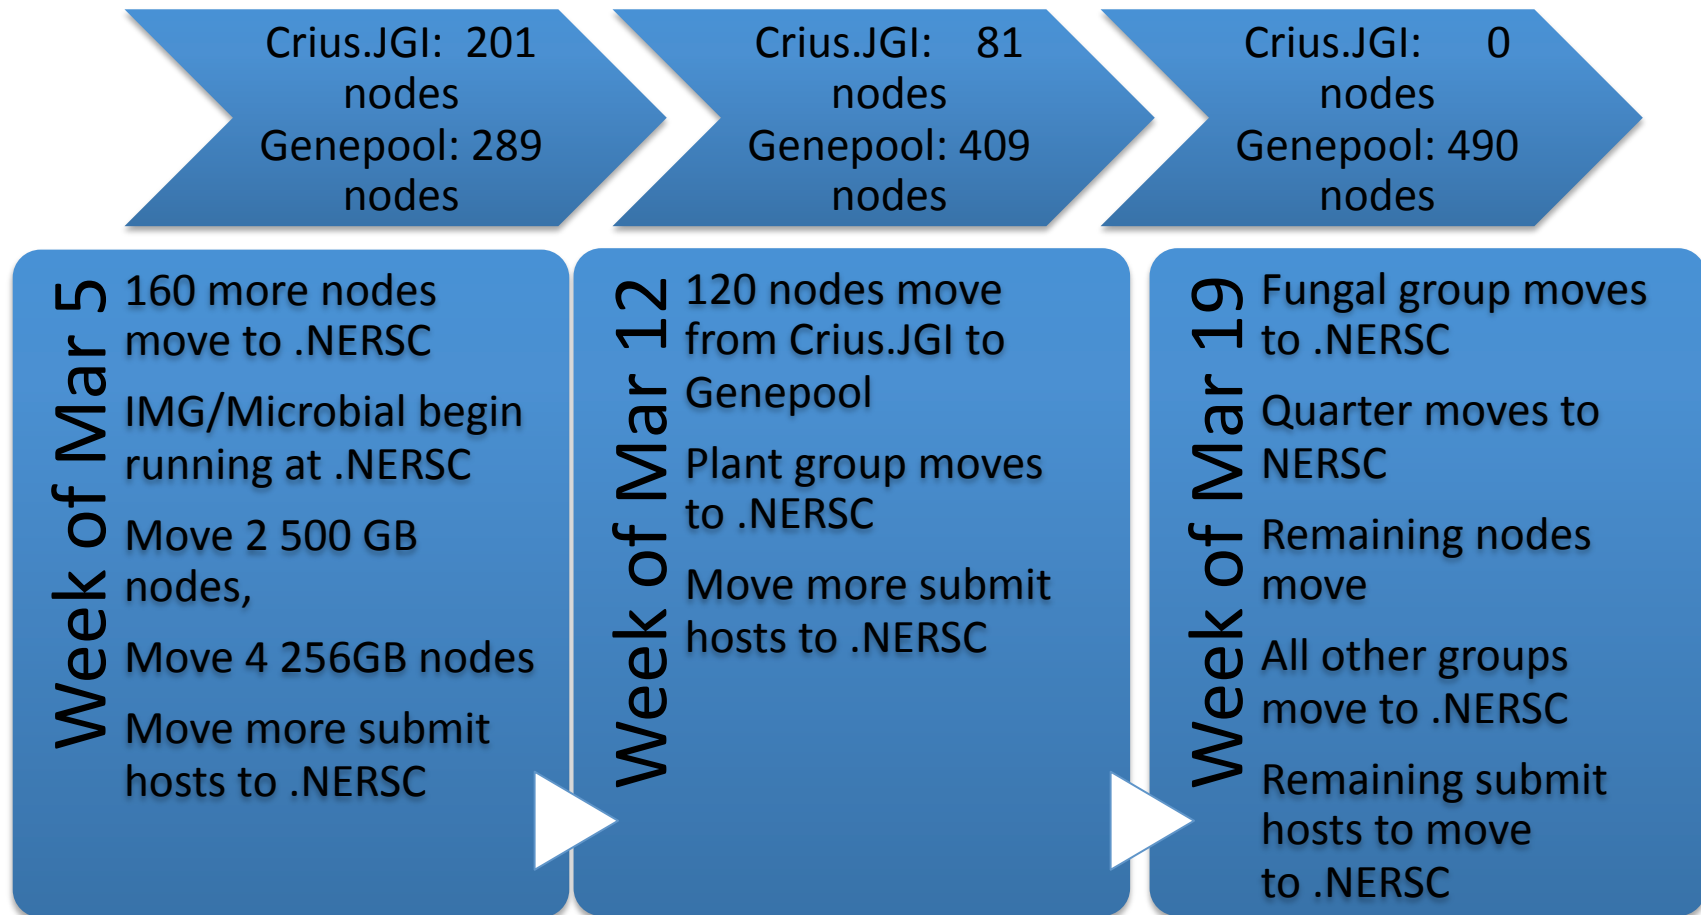 Crius.JGI: 201
nodes
Genepool: 289
nodes
Crius.JGI: 81
nodes
Genepool: 409
nodes
Crius.JGI: 0
nodes
Genepool: 490
nodes
Week of Mar 5
160 more nodes
move to .NERSC
IMG/Microbial begin
running at .NERSC
Move 2 500 GB
nodes,
Move 4 256GB nodes
Move more submit
hosts to .NERSC
Week of Mar 12
120 nodes move
from Crius.JGI to
Genepool
Plant group moves
to .NERSC
Move more submit
hosts to .NERSC
Week of Mar 19
Fungal group moves
to .NERSC
Quarter moves to
NERSC
Remaining nodes
move
All other groups
move to .NERSC
Remaining submit
hosts to move
to .NERSC